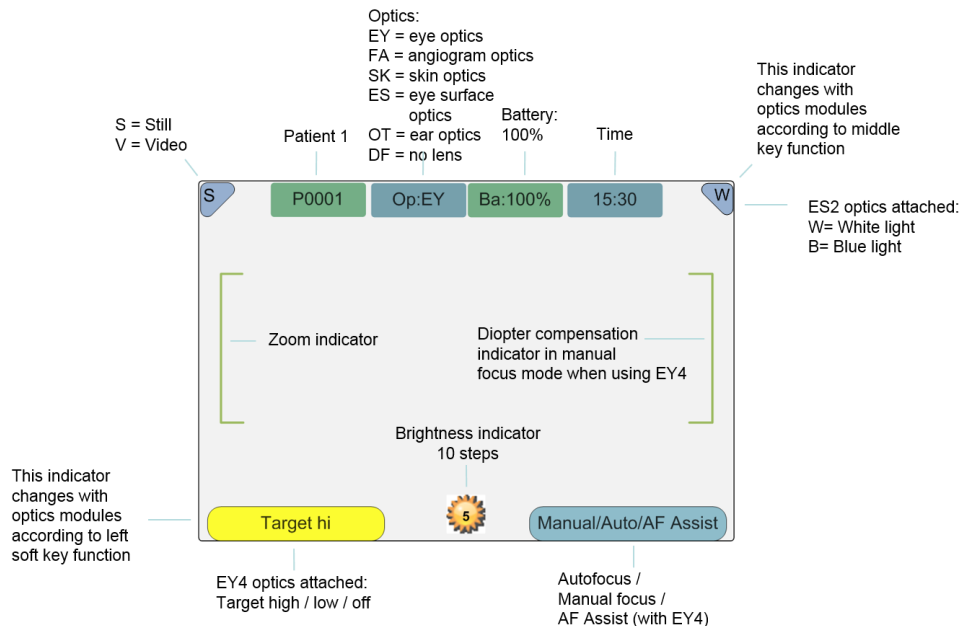 Optics:
EY = eye optics
FA = angiogram optics
SK = skin optics
ES = eye surface
optics
OT = ear optics
DF = no lens
S = Still
V = Video
Patient 1
Battery:
100%
Time
This indicator
changes with
optics modules
according to middle
key function
S
P0001
Op:EY
Ba:100%
15:30
W
ES2 optics attached:
W= White light
B= Blue light
Zoom indicator
Diopter compensation
indicator in manual
focus mode when using EY4
Brightness indicator
10 steps
This indicator
changes with
optics modules
according to left
soft key function
Target hi
5
Manual/Auto/AF Assist
EY4 optics attached:
Target high / low / off
Autofocus /
Manual focus /
AF Assist (with EY4)